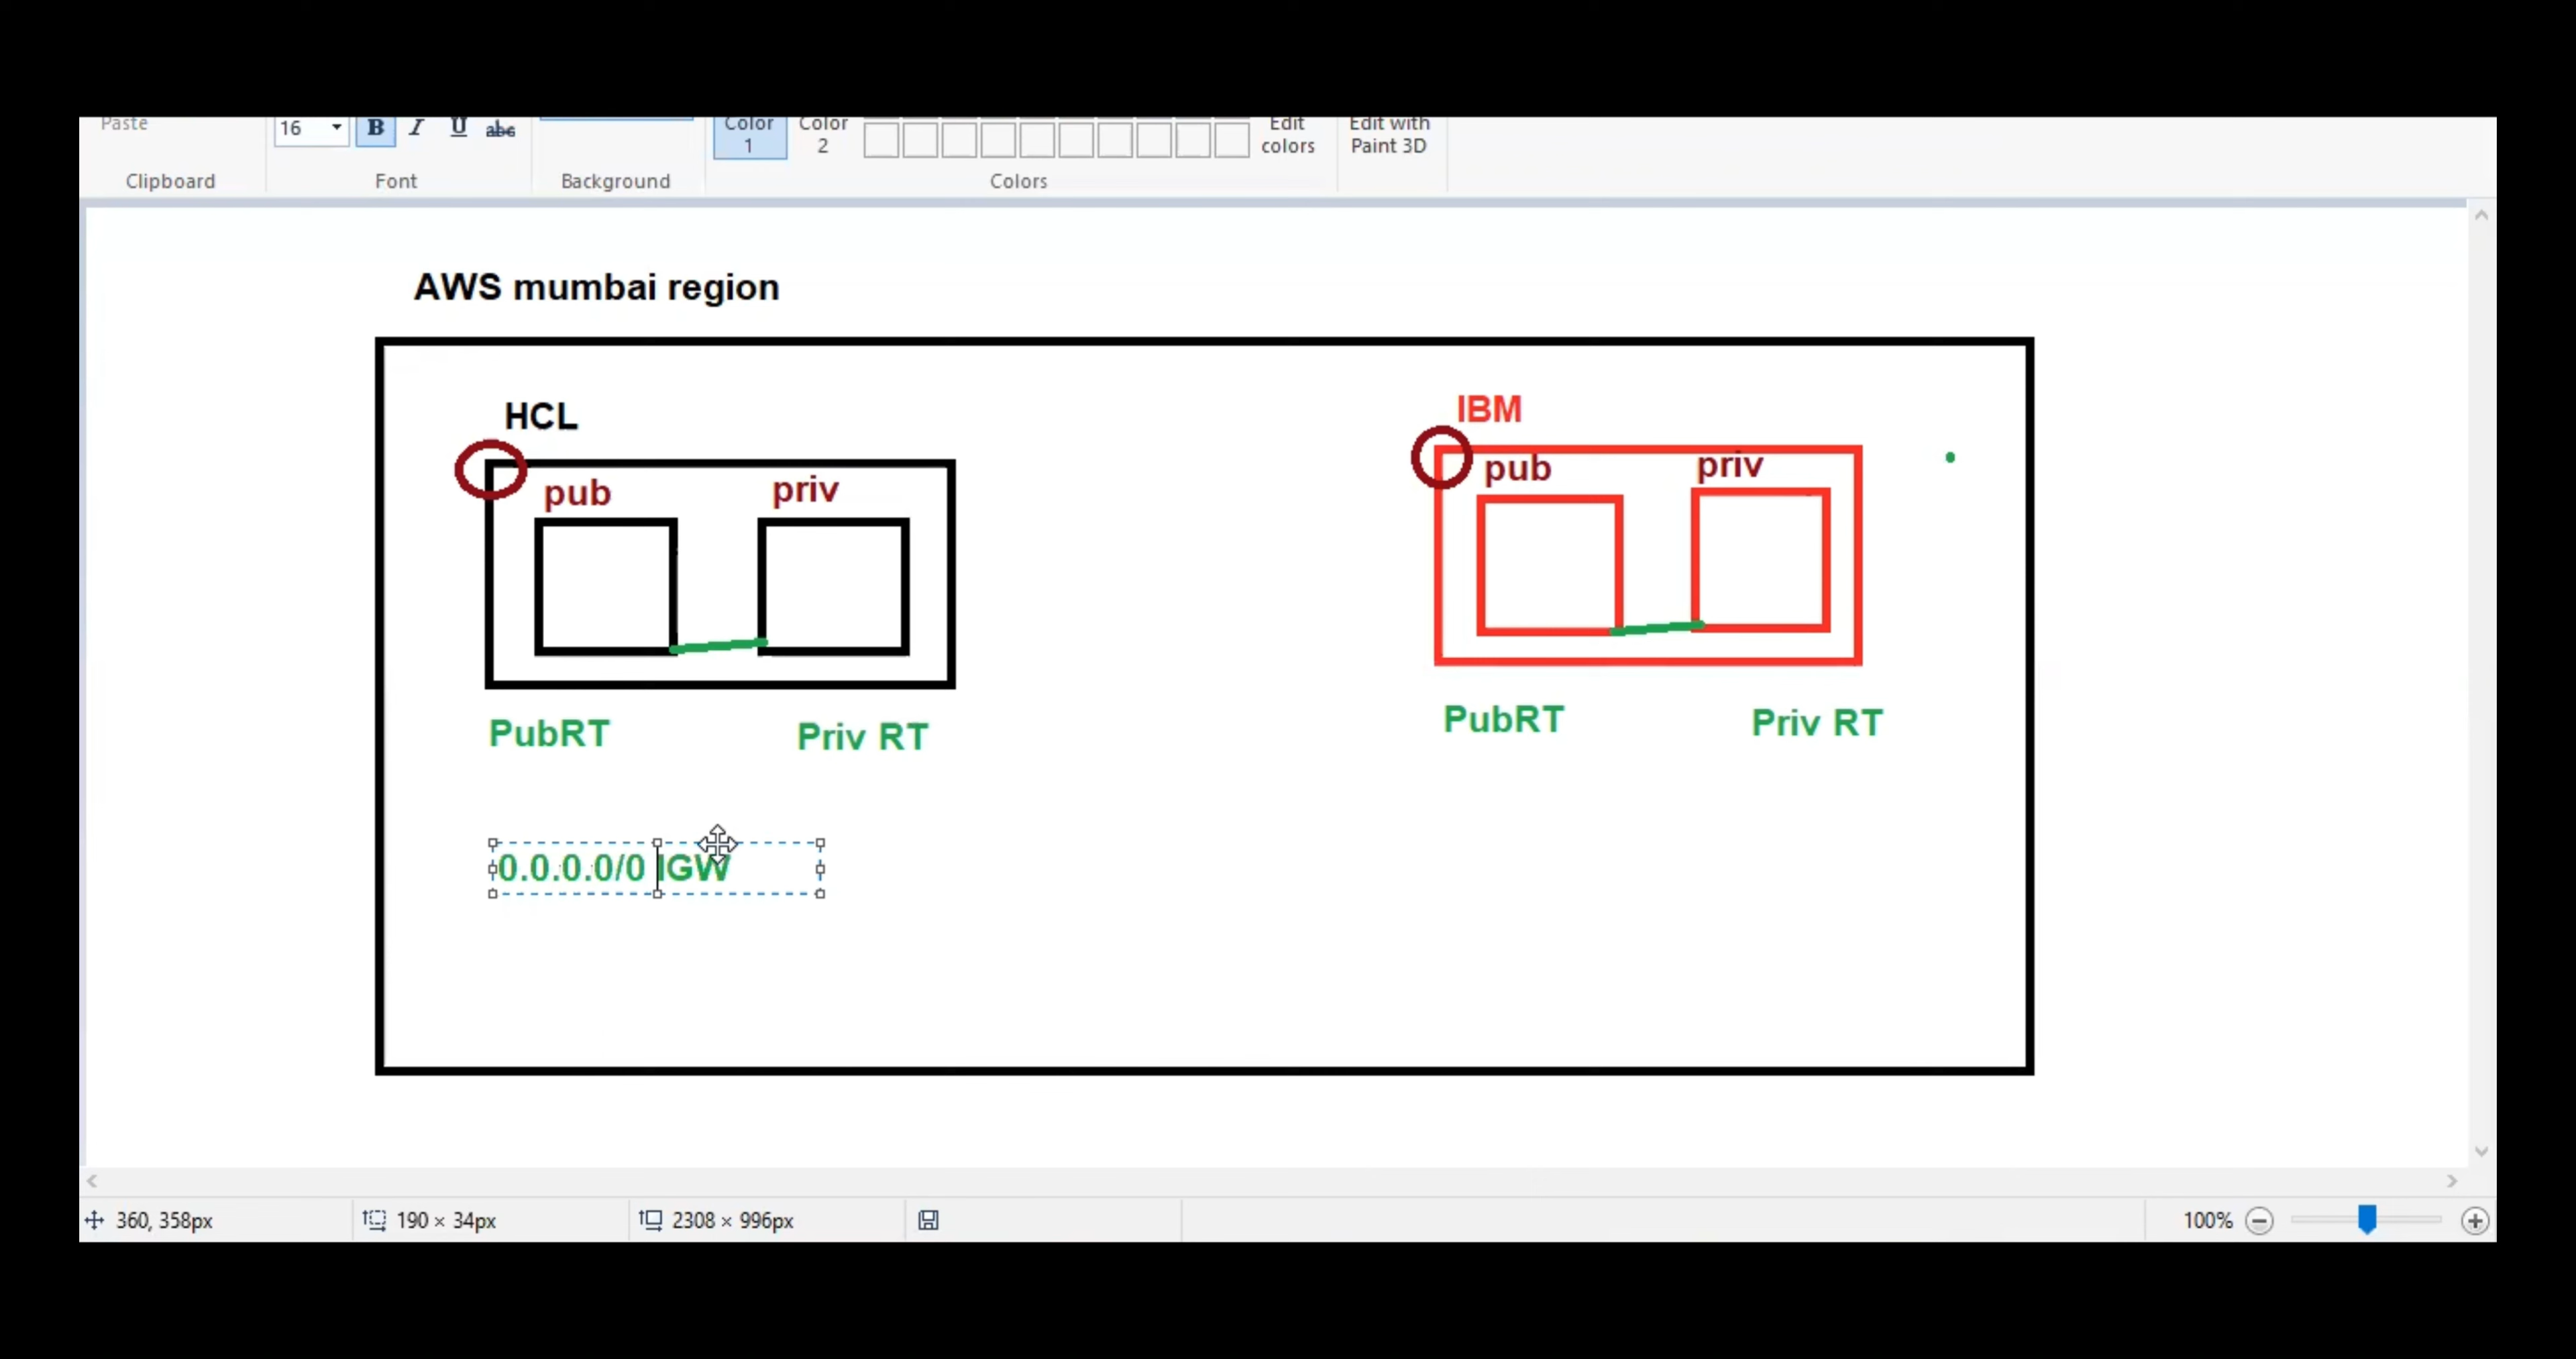 Paste
16
B I U abc
Color 1
Color 2
Edit colors
Edit with Paint 3D
Clipboard
Font
Background
Colors
AWS mumbai region
HCL
IBM
pub
priv
pub
priv
PubRT
Priv RT
PubRT
Priv RT
0.0.0.0/0 IGW
360, 358px
190 × 34px
2308 × 996px
100%